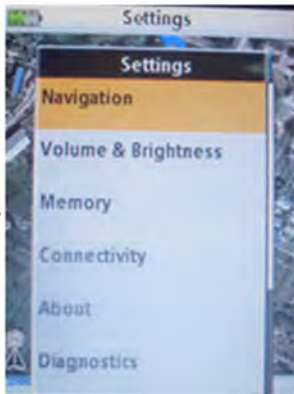 Settings
Settings
Navigation
Volume & Brightness
Memory
Connectivity
About
Diagnostics